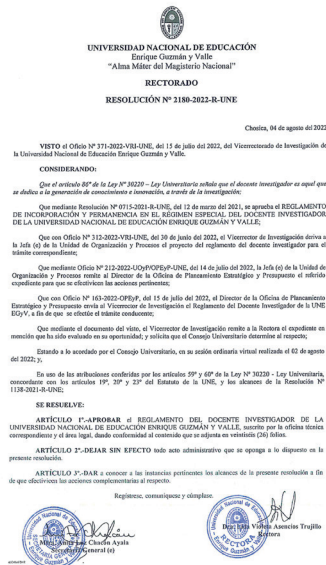 UNIVERSIDAD NACIONAL DE EDUCACIÓN
Enrique Guzmán y Valle
"Alma Máter del Magisterio Nacional"
RECTORADO
RESOLUCIÓN Nº 2180-2022-R-UNE
Chosica, 04 de agosto del 2022
VISTO el Oficio Nº 371-2022-VRI-UNE, del 15 de julio del 2022, del Vicerrectorado de Investigación de
la Universidad Nacional de Educación Enrique Guzmán y Valle.
CONSIDERANDO:
Que el artículo 86° de la Ley Nº 30220 – Ley Universitaria señala que el docente investigador es aquel que
se dedica a la generación de conocimiento e innovación, a través de la investigación;
Que mediante Resolución Nº 0715-2021-R-UNE, del 12 de marzo del 2021, se aprueba el REGLAMENTO
DE INCORPORACIÓN Y PERMANENCIA EN EL RÉGIMEN ESPECIAL DEL DOCENTE INVESTIGADOR
DE LA UNIVERSIDAD NACIONAL DE EDUCACIÓN ENRIQUE GUZMÁN Y VALLE;
Que con Oficio Nº 312-2022-VRI-UNE, del 30 de junio del 2022, el Vicerrector de Investigación deriva a
la Jefa (e) de la Unidad de Organización y Procesos el proyecto del reglamento del docente investigador para el
trámite correspondiente;
Que mediante Oficio Nº 212-2022-UOyP/OPEyP-UNE, del 14 de julio del 2022, la Jefa (e) de la Unidad de
Organización y Procesos remite al Director de la Oficina de Planeamiento Estratégico y Presupuesto el referido
expediente para que se efectivicen las acciones pertinentes;
Que con Oficio Nº 163-2022-OPEyP, del 15 de julio del 2022, el Director de la Oficina de Planeamiento
Estratégico y Presupuesto envía al Vicerrector de Investigación el Reglamento del Docente Investigador de la UNE
EGyV, a fin de que se efectúe el trámite conducente;
Que mediante el documento del visto, el Vicerrector de Investigación remite a la Rectora el expediente en
mención que ha sido evaluado en su oportunidad; y solicita que el Consejo Universitario determine al respecto;
Estando a lo acordado por el Consejo Universitario, en su sesión ordinaria virtual realizada el 02 de agosto
del 2022; y,
En uso de las atribuciones conferidas por los artículos 59° y 60° de la Ley Nº 30220 - Ley Universitaria,
concordante con los artículos 19°, 20° y 23° del Estatuto de la UNE, y los alcances de la Resolución Nº
1138-2021-R-UNE;
SE RESUELVE:
ARTÍCULO 1°.-APROBAR el REGLAMENTO DEL DOCENTE INVESTIGADOR DE LA
UNIVERSIDAD NACIONAL DE EDUCACIÓN ENRIQUE GUZMÁN Y VALLE, suscrito por la oficina técnica
correspondiente y el área legal, dando conformidad al contenido que se adjunta en veintiséis (26) folios.
ARTÍCULO 2°.-DEJAR SIN EFECTO todo acto administrativo que se oponga a lo dispuesto en la
presente resolución.
ARTÍCULO 3°.-DAR a conocer a las instancias pertinentes los alcances de la presente resolución a fin
de que efectivicen las acciones complementarias al respecto.
Regístrese, comuníquese y cúmplase.
Chacón Ayala
Secretaria General (e)
Violeta Asencios Trujillo
Rectora